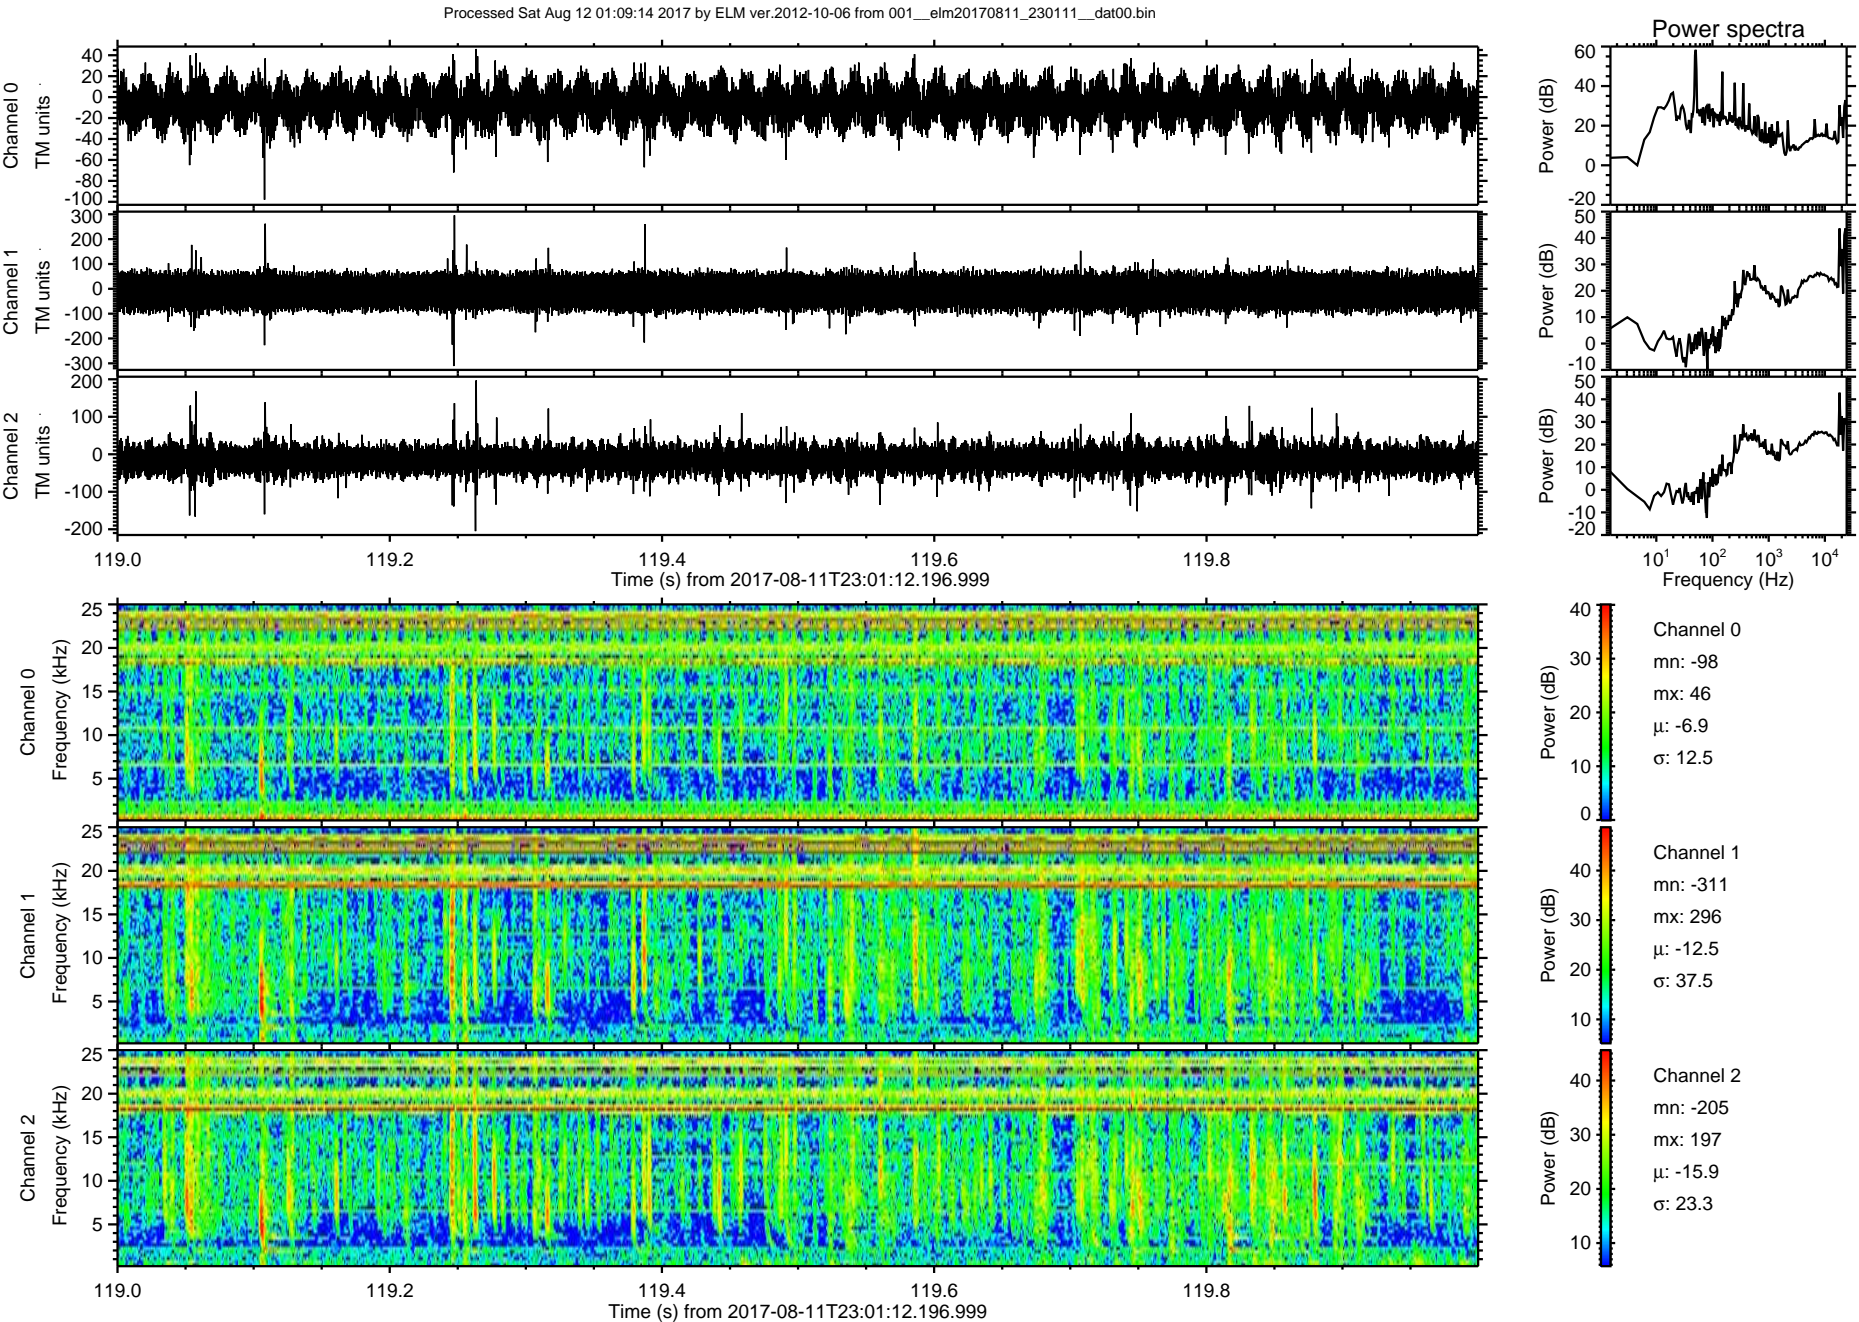 Processed Sat Aug 12 01:09:14 2017 by ELM ver.2012-10-06 from 001__elm20170811_230111__dat00.bin
Power spectra
Channel 0
TM units
40
20
0
-20
-40
-60
-80
-100
Power (dB)
60
40
20
0
-20
Channel 1
TM units
300
200
100
0
-100
-200
-300
Power (dB)
50
40
30
20
10
0
-10
Channel 2
TM units
200
100
0
-100
-200
Power (dB)
50
40
30
20
10
0
-10
-20
119.0 119.2 119.4 119.6 119.8
Time (s) from 2017-08-11T23:01:12.196.999
10^1 10^2 10^3 10^4
Frequency (Hz)
Channel 0
Frequency (kHz)
25
20
15
10
5
Power (dB)
40
30
20
10
0
Channel 0
mn: -98
mx: 46
μ: -6.9
σ: 12.5
Channel 1
Frequency (kHz)
25
20
15
10
5
Power (dB)
40
30
20
10
Channel 1
mn: -311
mx: 296
μ: -12.5
σ: 37.5
Channel 2
Frequency (kHz)
25
20
15
10
5
Power (dB)
40
30
20
10
Channel 2
mn: -205
mx: 197
μ: -15.9
σ: 23.3
119.0 119.2 119.4 119.6 119.8
Time (s) from 2017-08-11T23:01:12.196.999